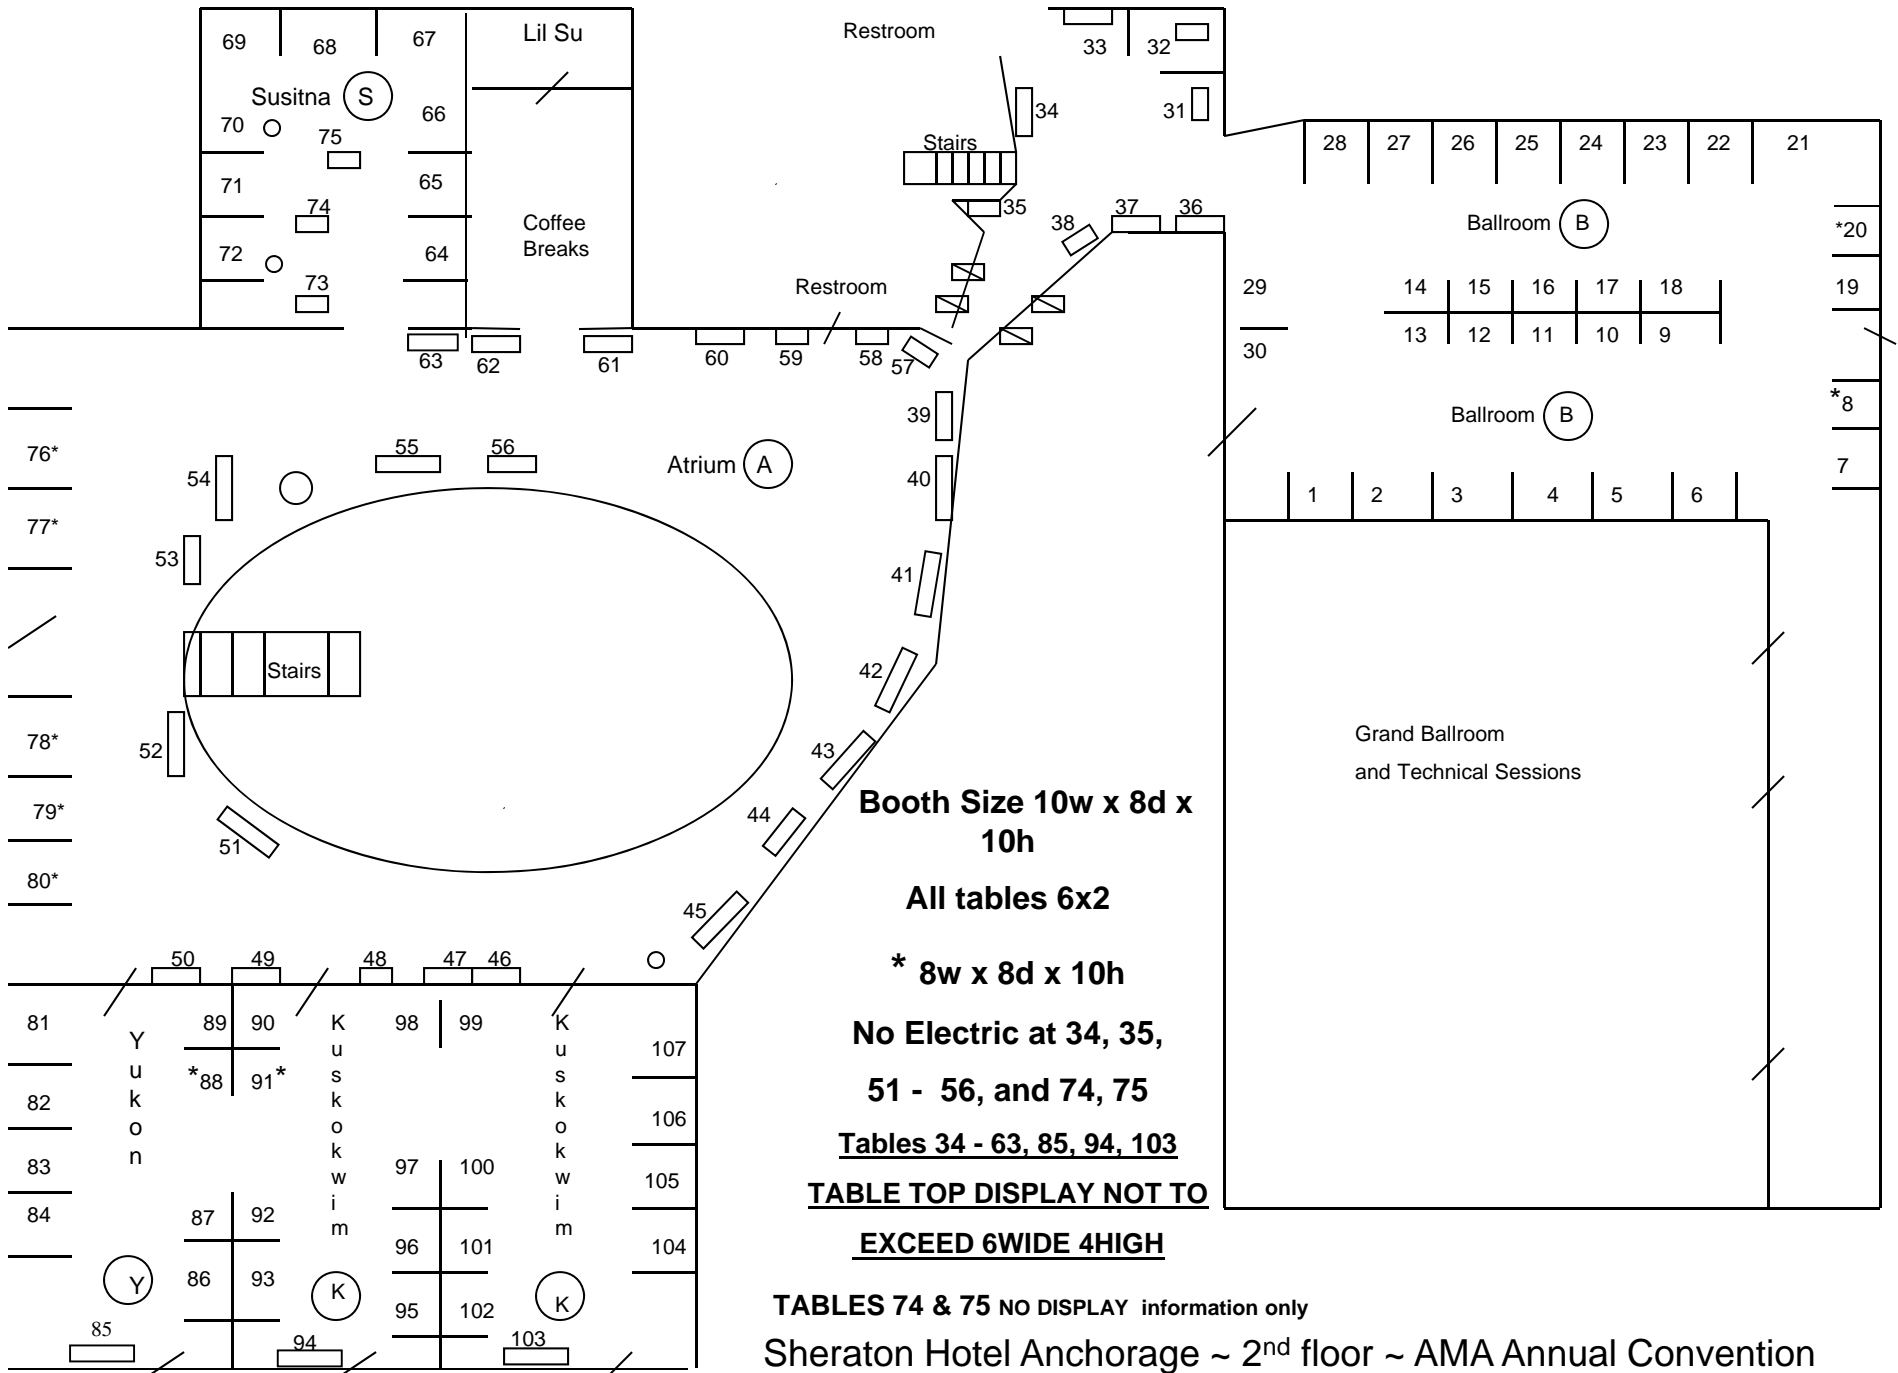 69
68
67
Lil Su
Restroom
33
32
Susitna S
66
34
31
70
75
Stairs
28
27
26
25
24
23
22
21
71
65
74
35
38
37
36
Coffee
Breaks
Ballroom B
*20
72
64
73
Restroom
29
14
15
16
17
18
19
13
12
11
10
9
30
63
62
61
60
59
58
57
39
*8
Ballroom B
76*
54
55
56
Atrium A
40
7
1
2
3
4
5
6
77*
53
41
Stairs
42
78*
52
43
Grand Ballroom
and Technical Sessions
79*
51
44
Booth Size 10w x 8d x
10h
80*
45
All tables 6x2
50
49
48
47
46
* 8w x 8d x 10h
81
89
90
98
99
107
No Electric at 34, 35,
*88
91*
82
106
51 - 56, and 74, 75
Tables 34 - 63, 85, 94, 103
83
97
100
105
TABLE TOP DISPLAY NOT TO
84
87
92
96
101
104
EXCEED 6WIDE 4HIGH
86
93
95
102
Y
u
k
o
n
K
u
s
k
o
k
w
i
m
K
u
s
k
o
k
w
i
m
Y
K
K
85
94
103
TABLES 74 & 75 NO DISPLAY information only
Sheraton Hotel Anchorage ~ 2nd floor ~ AMA Annual Convention